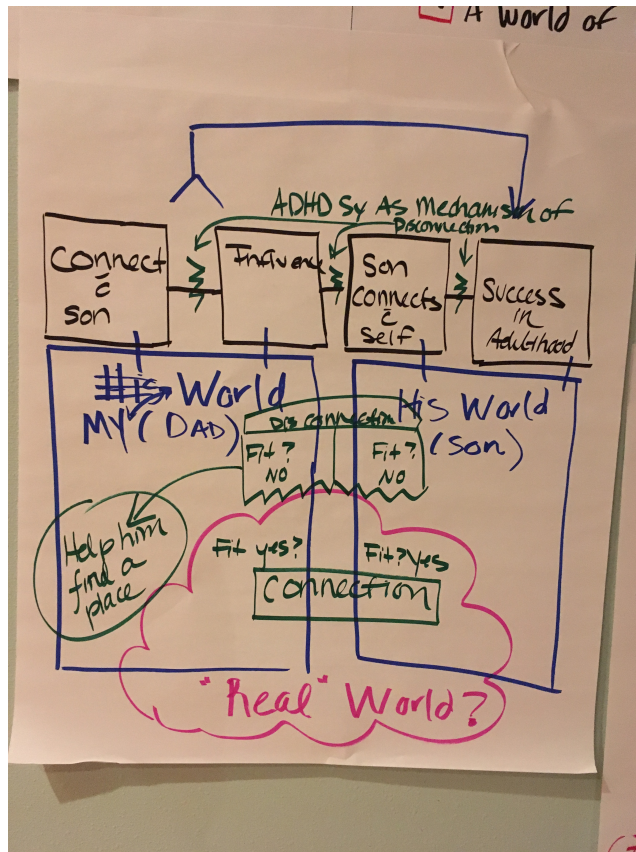 A World of
ADHD Sy As Mechanism of
Disconnection
Connect
c̄
son
Influence
Son
Connects
c̄
Self
Success
in
Adulthood
His World
MY (DAD)
His World
(son)
Disconnection
Fit?
NO
Fit?
NO
Help him
find a
place
Fit yes?
Fit? Yes
Connection
"Real" World?